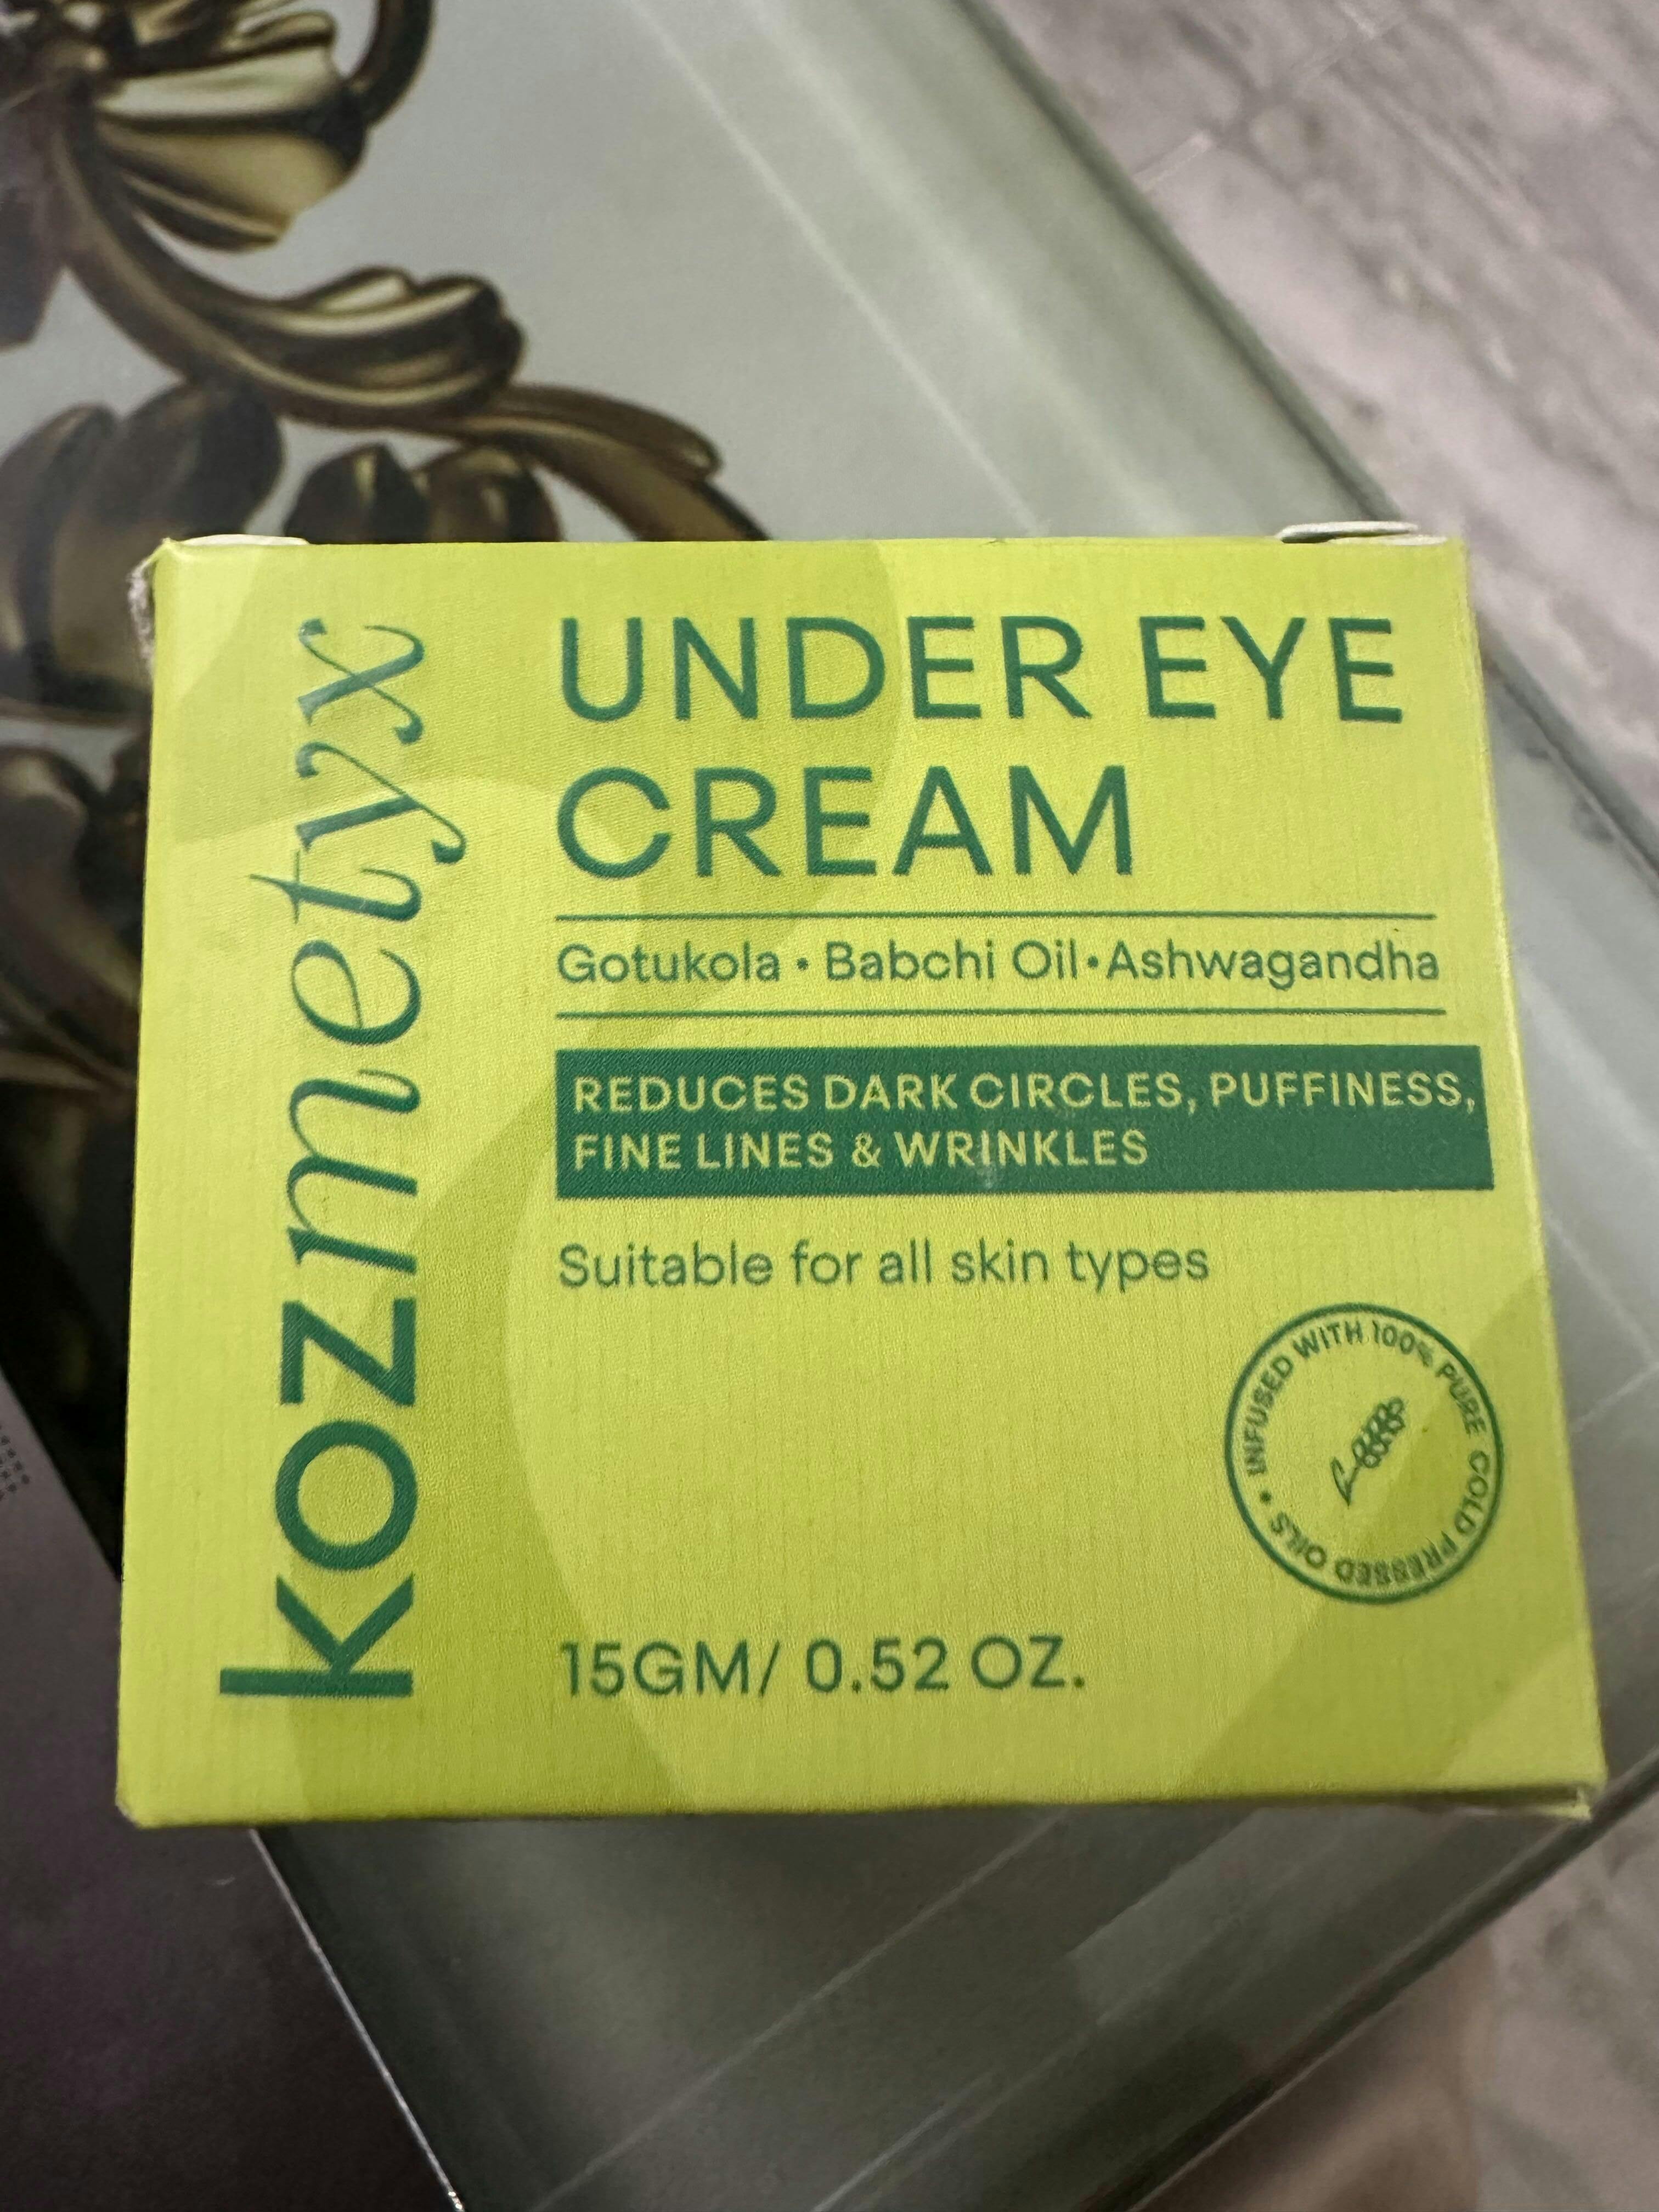 kozmetyx
UNDER EYE
CREAM
Gotukola • Babchi Oil • Ashwagandha
REDUCES DARK CIRCLES, PUFFINESS,
FINE LINES & WRINKLES
Suitable for all skin types
INFUSED WITH 100% PURE COLD PRESSED OILS •
15GM/ 0.52 OZ.